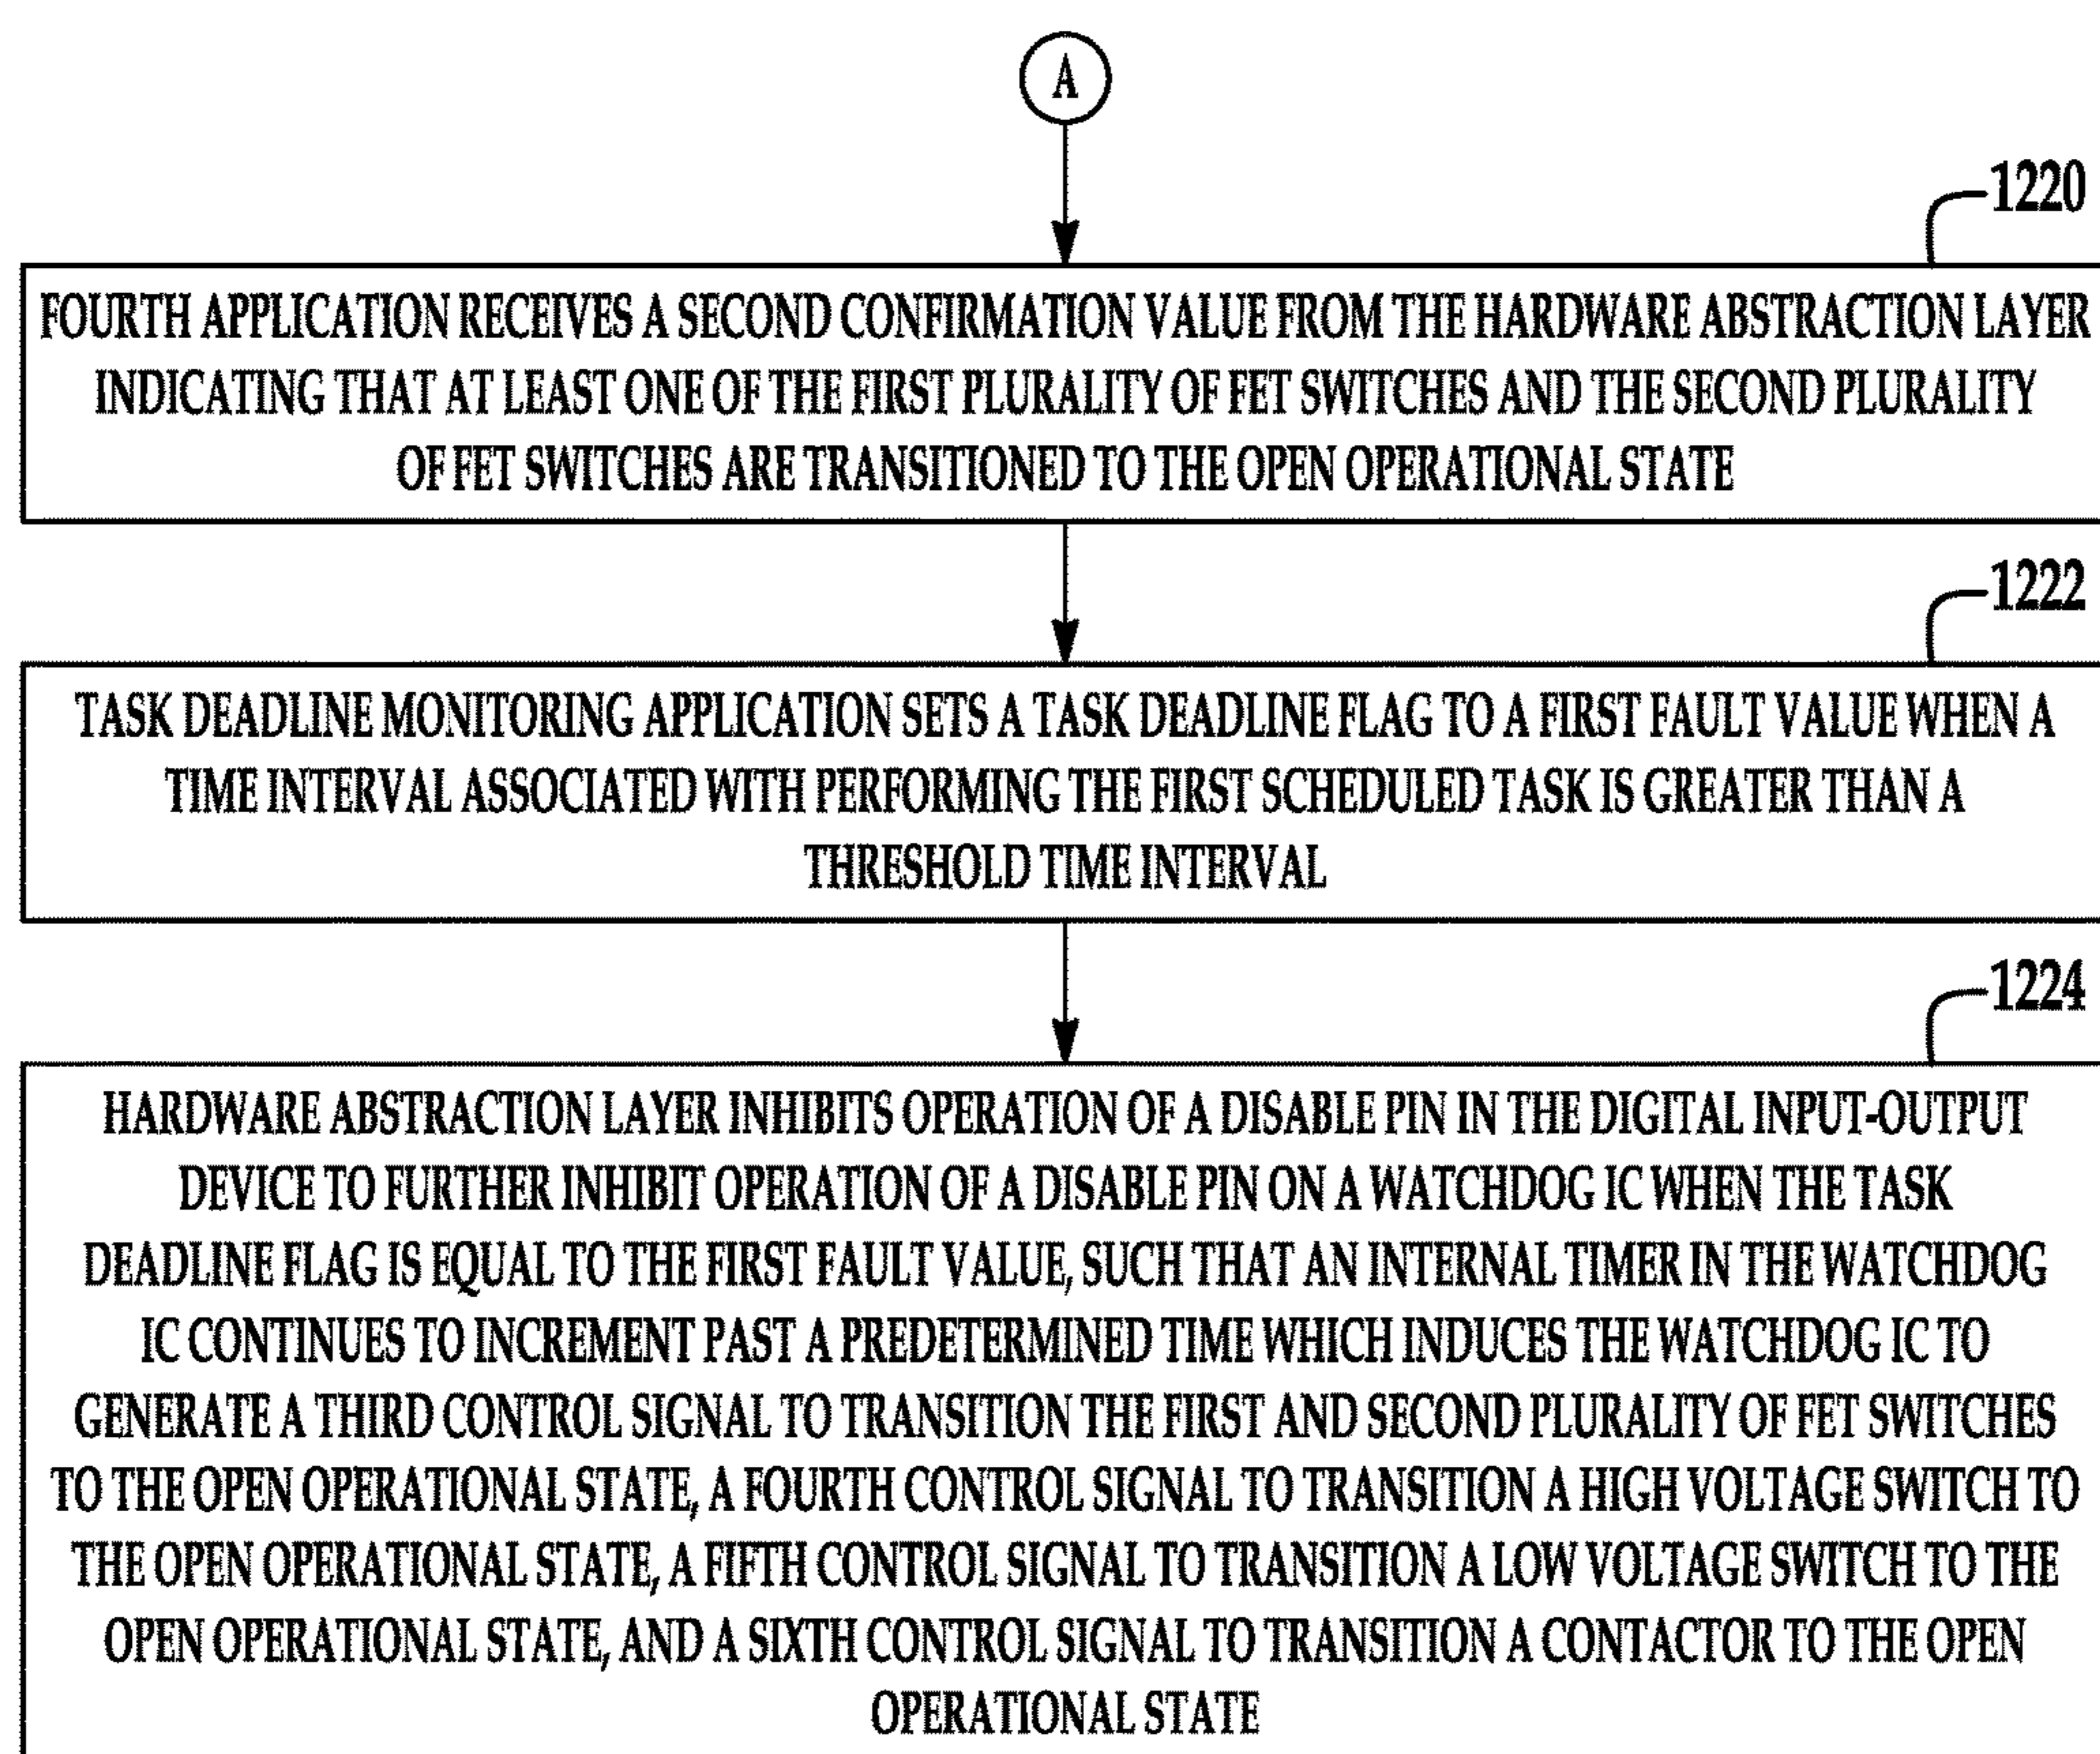 A
1220
FOURTH APPLICATION RECEIVES A SECOND CONFIRMATION VALUE FROM THE HARDWARE ABSTRACTION LAYER
INDICATING THAT AT LEAST ONE OF THE FIRST PLURALITY OF FET SWITCHES AND THE SECOND PLURALITY
OF FET SWITCHES ARE TRANSITIONED TO THE OPEN OPERATIONAL STATE
1222
TASK DEADLINE MONITORING APPLICATION SETS A TASK DEADLINE FLAG TO A FIRST FAULT VALUE WHEN A
TIME INTERVAL ASSOCIATED WITH PERFORMING THE FIRST SCHEDULED TASK IS GREATER THAN A
THRESHOLD TIME INTERVAL
1224
HARDWARE ABSTRACTION LAYER INHIBITS OPERATION OF A DISABLE PIN IN THE DIGITAL INPUT-OUTPUT
DEVICE TO FURTHER INHIBIT OPERATION OF A DISABLE PIN ON A WATCHDOG IC WHEN THE TASK
DEADLINE FLAG IS EQUAL TO THE FIRST FAULT VALUE, SUCH THAT AN INTERNAL TIMER IN THE WATCHDOG
IC CONTINUES TO INCREMENT PAST A PREDETERMINED TIME WHICH INDUCES THE WATCHDOG IC TO
GENERATE A THIRD CONTROL SIGNAL TO TRANSITION THE FIRST AND SECOND PLURALITY OF FET SWITCHES
TO THE OPEN OPERATIONAL STATE, A FOURTH CONTROL SIGNAL TO TRANSITION A HIGH VOLTAGE SWITCH TO
THE OPEN OPERATIONAL STATE, A FIFTH CONTROL SIGNAL TO TRANSITION A LOW VOLTAGE SWITCH TO THE
OPEN OPERATIONAL STATE, AND A SIXTH CONTROL SIGNAL TO TRANSITION A CONTACTOR TO THE OPEN
OPERATIONAL STATE